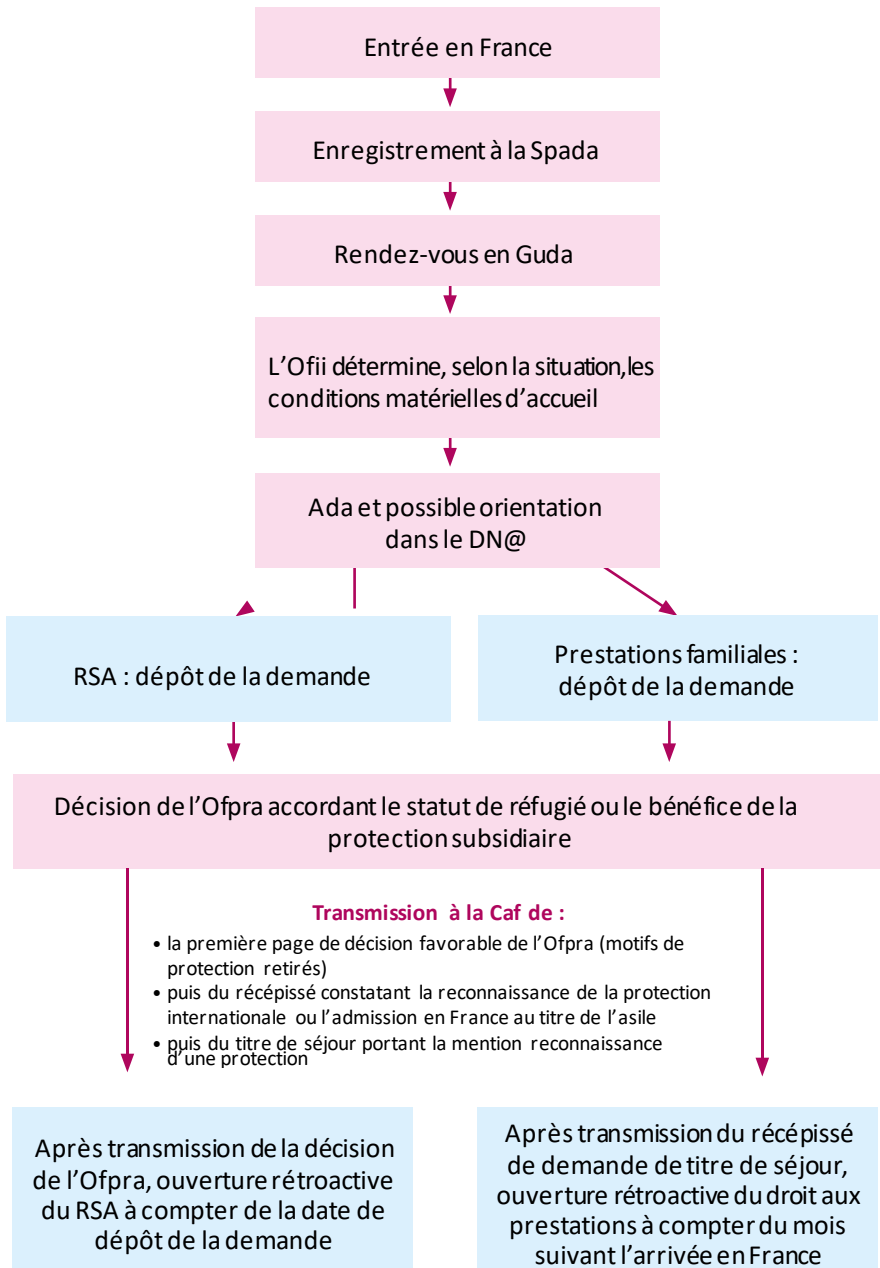 Entrée en France
Enregistrement à la Spada
Rendez-vous en Guda
L’Ofii détermine, selon la situation,les
conditions matérielles d’accueil
Ada et possible orientation
dans le DN@
RSA : dépôt de la demande
Prestations familiales :
dépôt de la demande
Décision de l’Ofpra accordant le statut de réfugié ou le bénéfice de la
protection subsidiaire
Transmission à la Caf de :
• la première page de décision favorable de l’Ofpra (motifs de
protection retirés)
• puis du récépissé constatant la reconnaissance de la protection
internationale ou l’admission en France au titre de l’asile
• puis du titre de séjour portant la mention reconnaissance
d’une protection
Après transmission de la décision
de l’Ofpra, ouverture rétroactive
du RSA à compter de la date de
dépôt de la demande
Après transmission du récépissé
de demande de titre de séjour,
ouverture rétroactive du droit aux
prestations à compter du mois
suivant l’arrivée en France